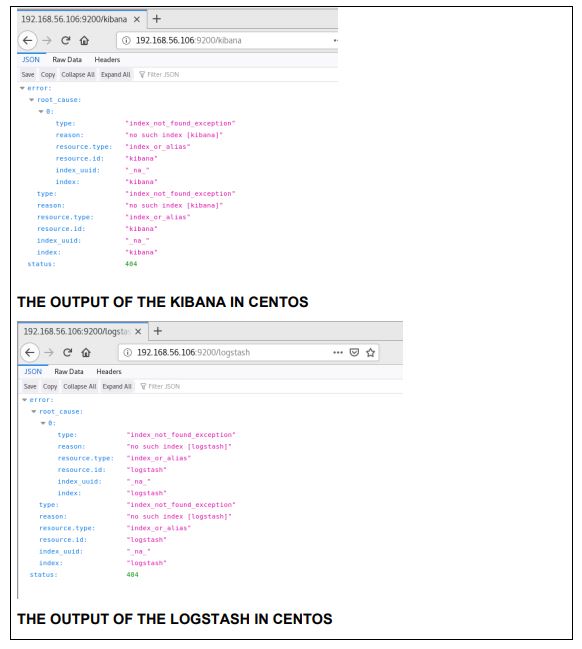 192.168.56.106:9200/kiba × +
192.168.56.106:9200/kibana
JSON Raw Data Headers
Save Copy Collapse All Expand All Filter JSON
error:
root_cause:
0:
type: "index_not_found_exception"
reason: "no such index [kibana]"
resource.type: "index_or_alias"
resource.id: "kibana"
index_uuid: "_na_"
index: "kibana"
type: "index_not_found_exception"
reason: "no such index [kibana]"
resource.type: "index_or_alias"
resource.id: "kibana"
index_uuid: "_na_"
index: "kibana"
status: 404
THE OUTPUT OF THE KIBANA IN CENTOS
192.168.56.106:9200/logstas × +
192.168.56.106:9200/logstash
JSON Raw Data Headers
Save Copy Collapse All Expand All Filter JSON
error:
root_cause:
0:
type: "index_not_found_exception"
reason: "no such index [logstash]"
resource.type: "index_or_alias"
resource.id: "logstash"
index_uuid: "_na_"
index: "logstash"
type: "index_not_found_exception"
reason: "no such index [logstash]"
resource.type: "index_or_alias"
resource.id: "logstash"
index_uuid: "_na_"
index: "logstash"
status: 404
THE OUTPUT OF THE LOGSTASH IN CENTOS